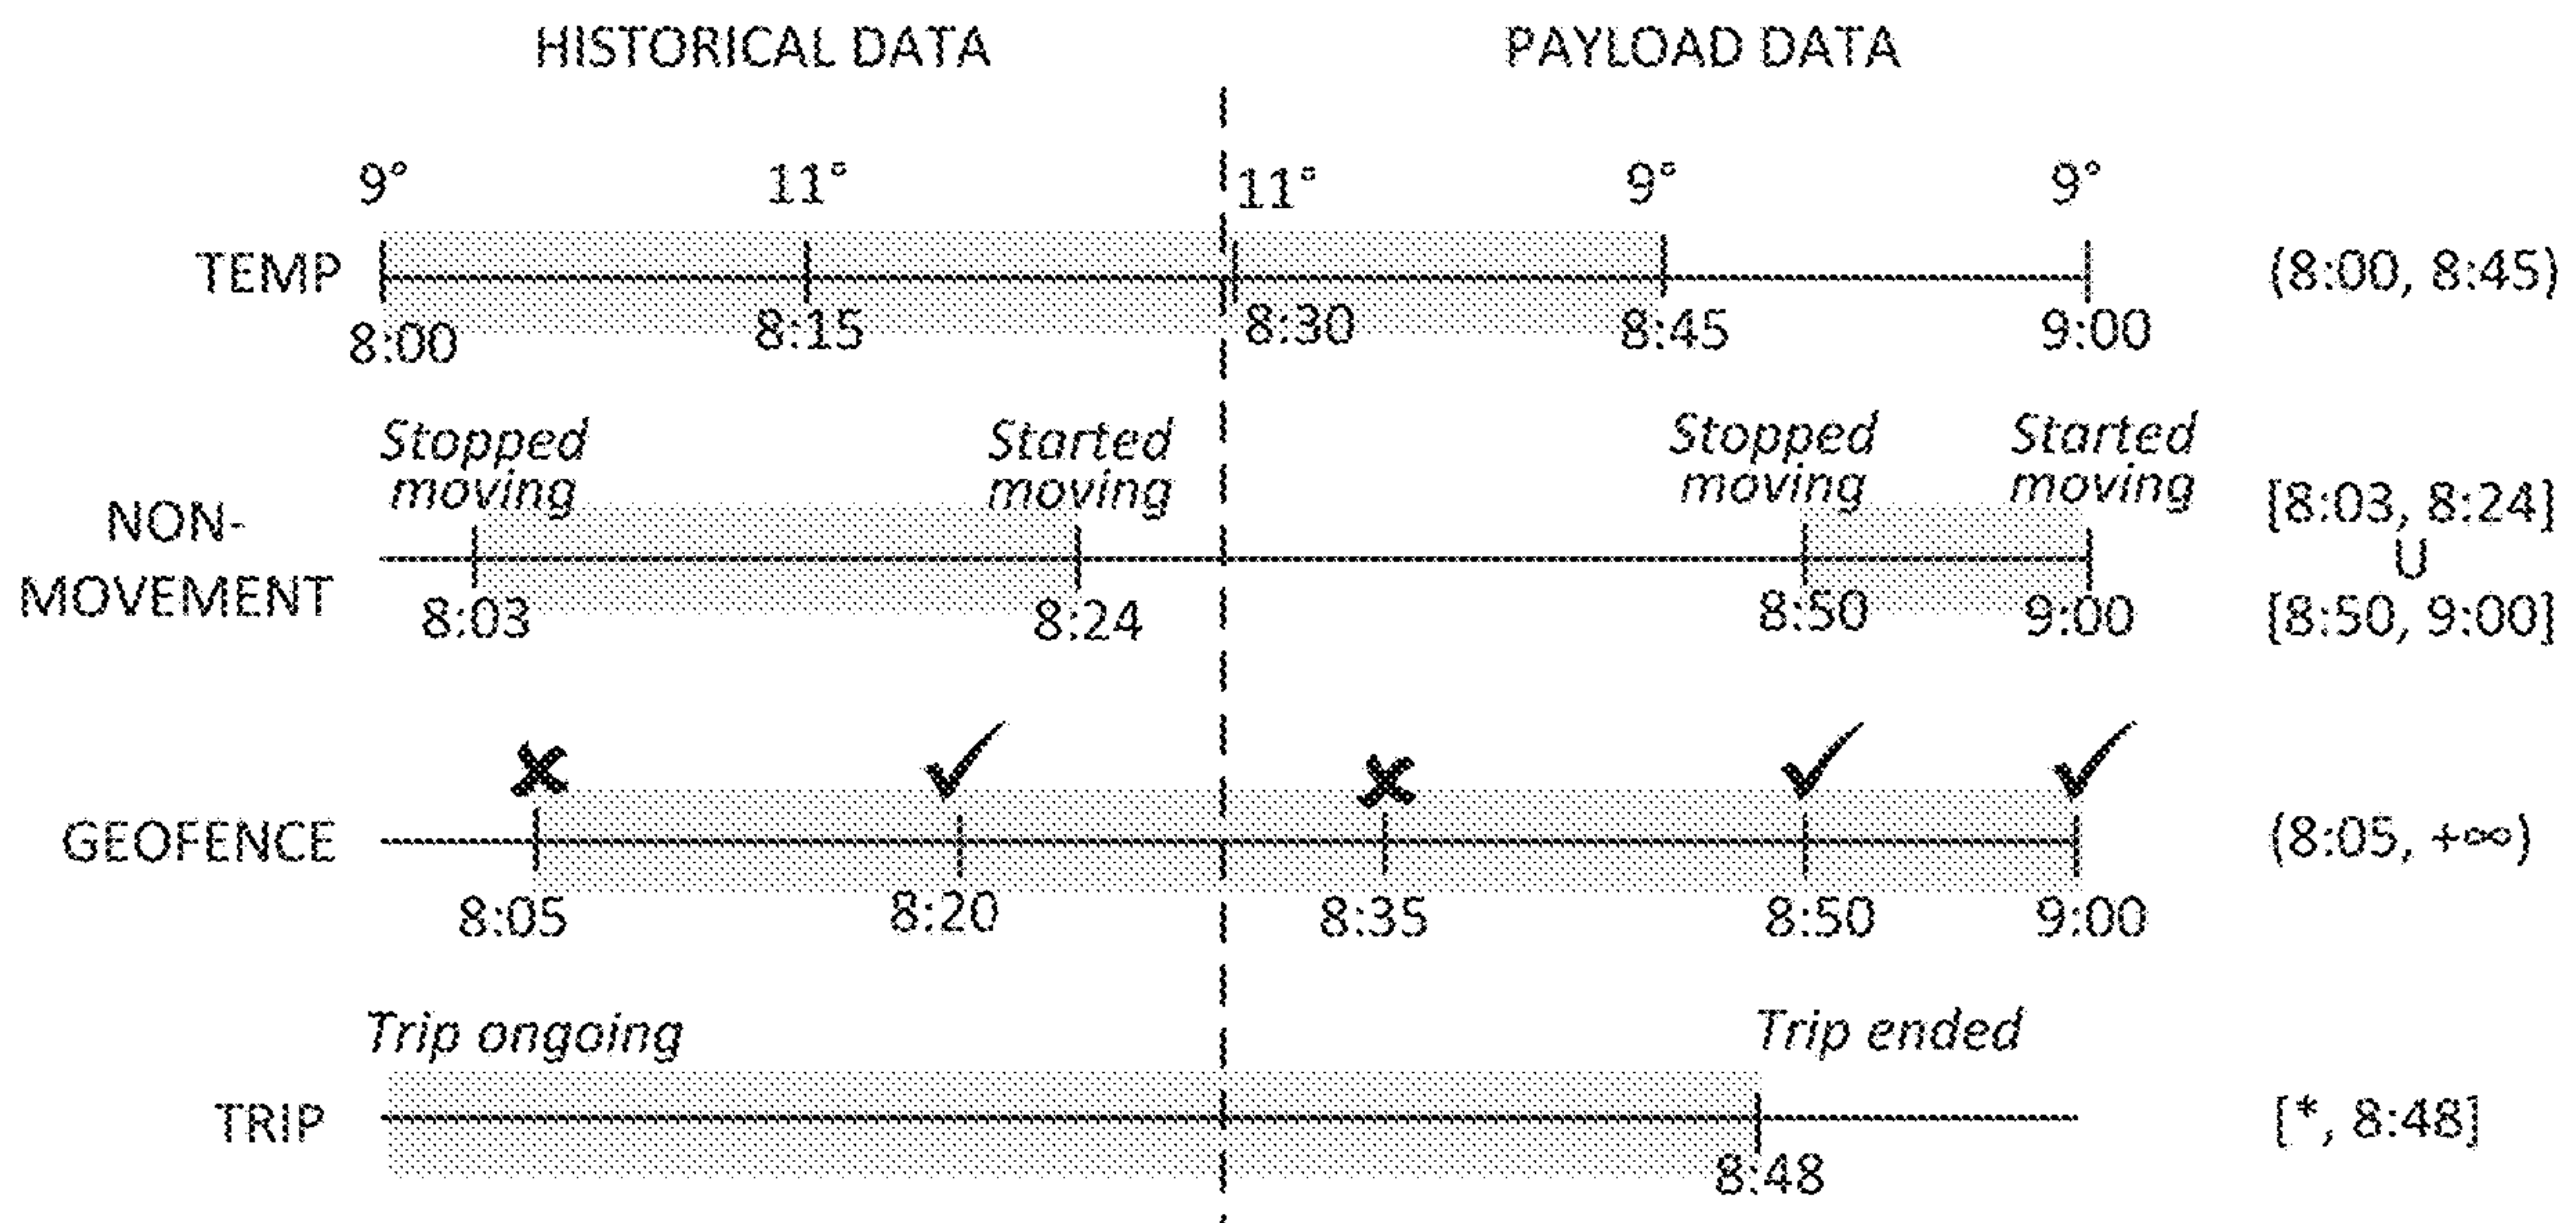 HISTORICAL DATA PAYLOAD DATA
9° 11° 11° 9° 9°
TEMP (8:00, 8:45)
8:00 8:15 8:30 8:45 9:00
Stopped moving Started moving Stopped moving Started moving
NON-
MOVEMENT
[8:03, 8:24]
U
[8:50, 9:00]
8:03 8:24 8:50 9:00
GEOFENCE (8:05, +∞)
8:05 8:20 8:35 8:50 9:00
Trip ongoing Trip ended
TRIP [*, 8:48]
8:48